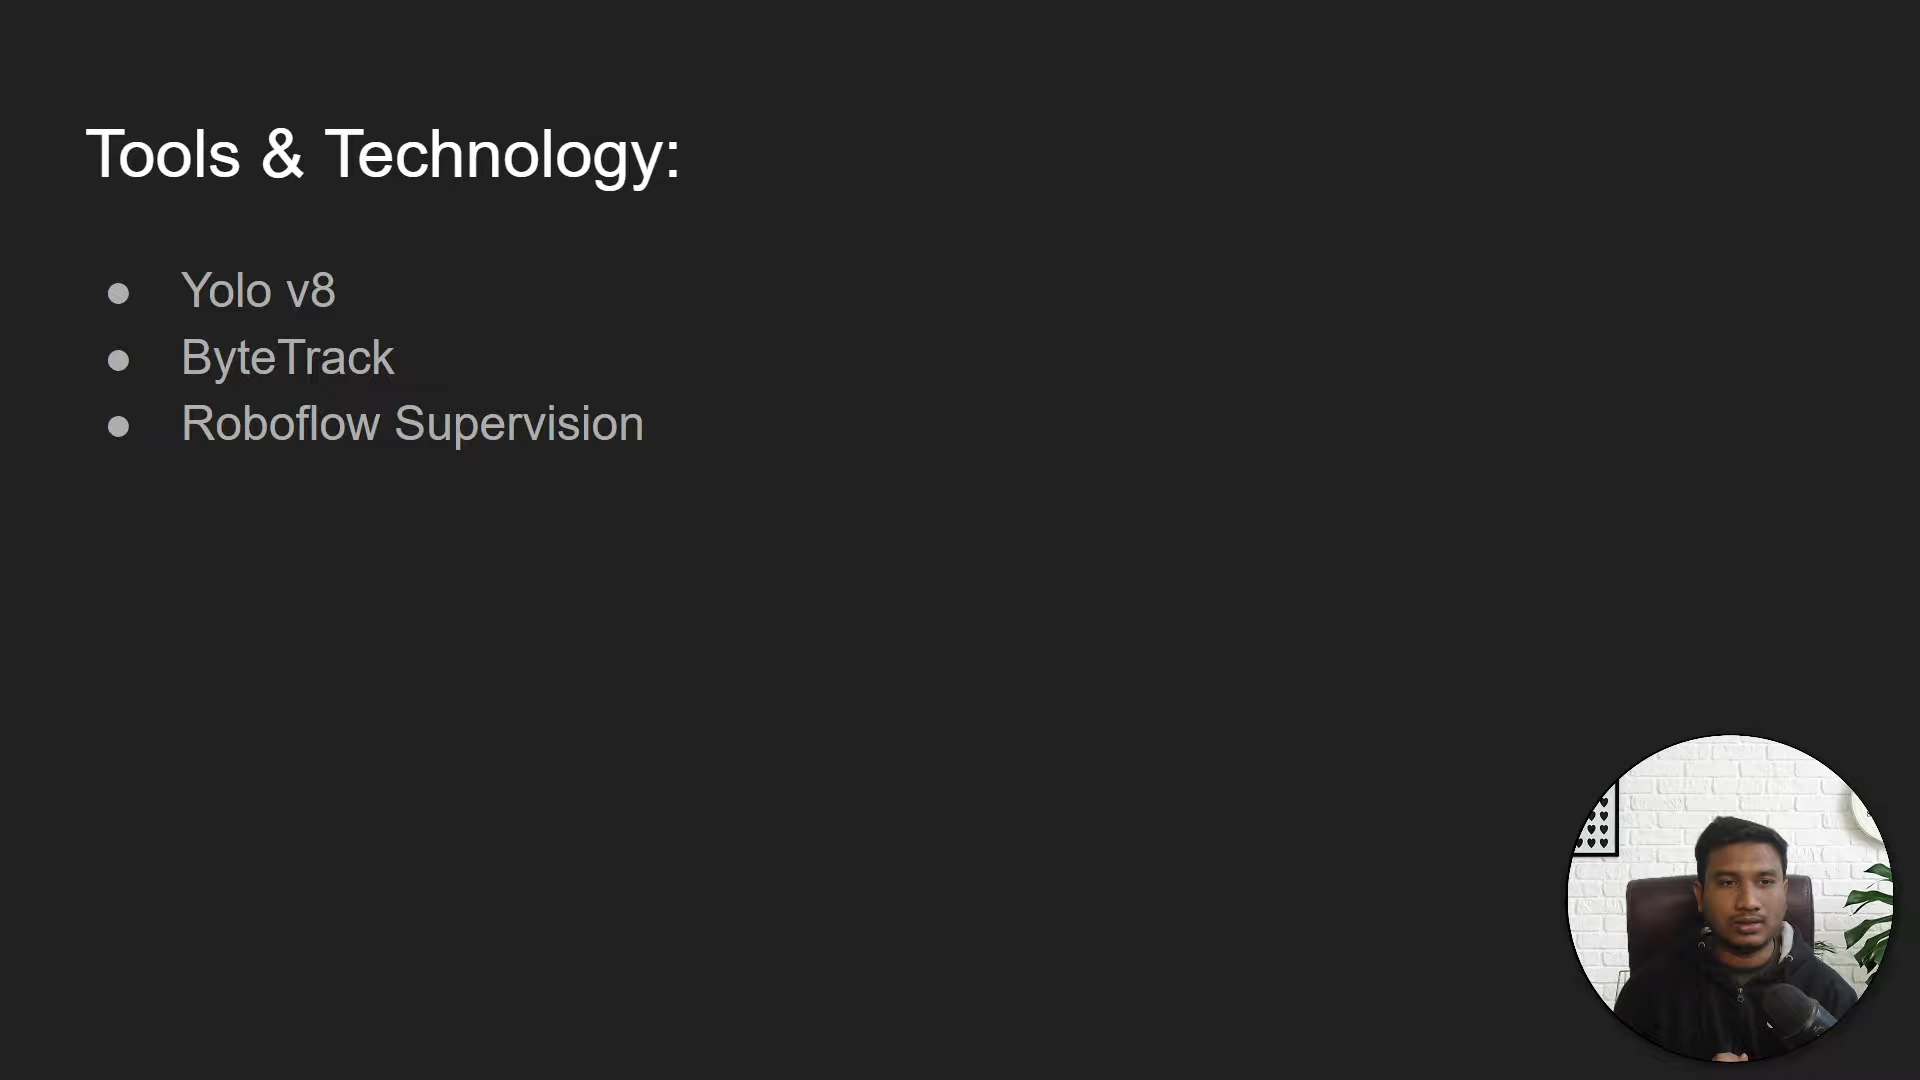 Tools & Technology:
● Yolo v8
● ByteTrack
● Roboflow Supervision